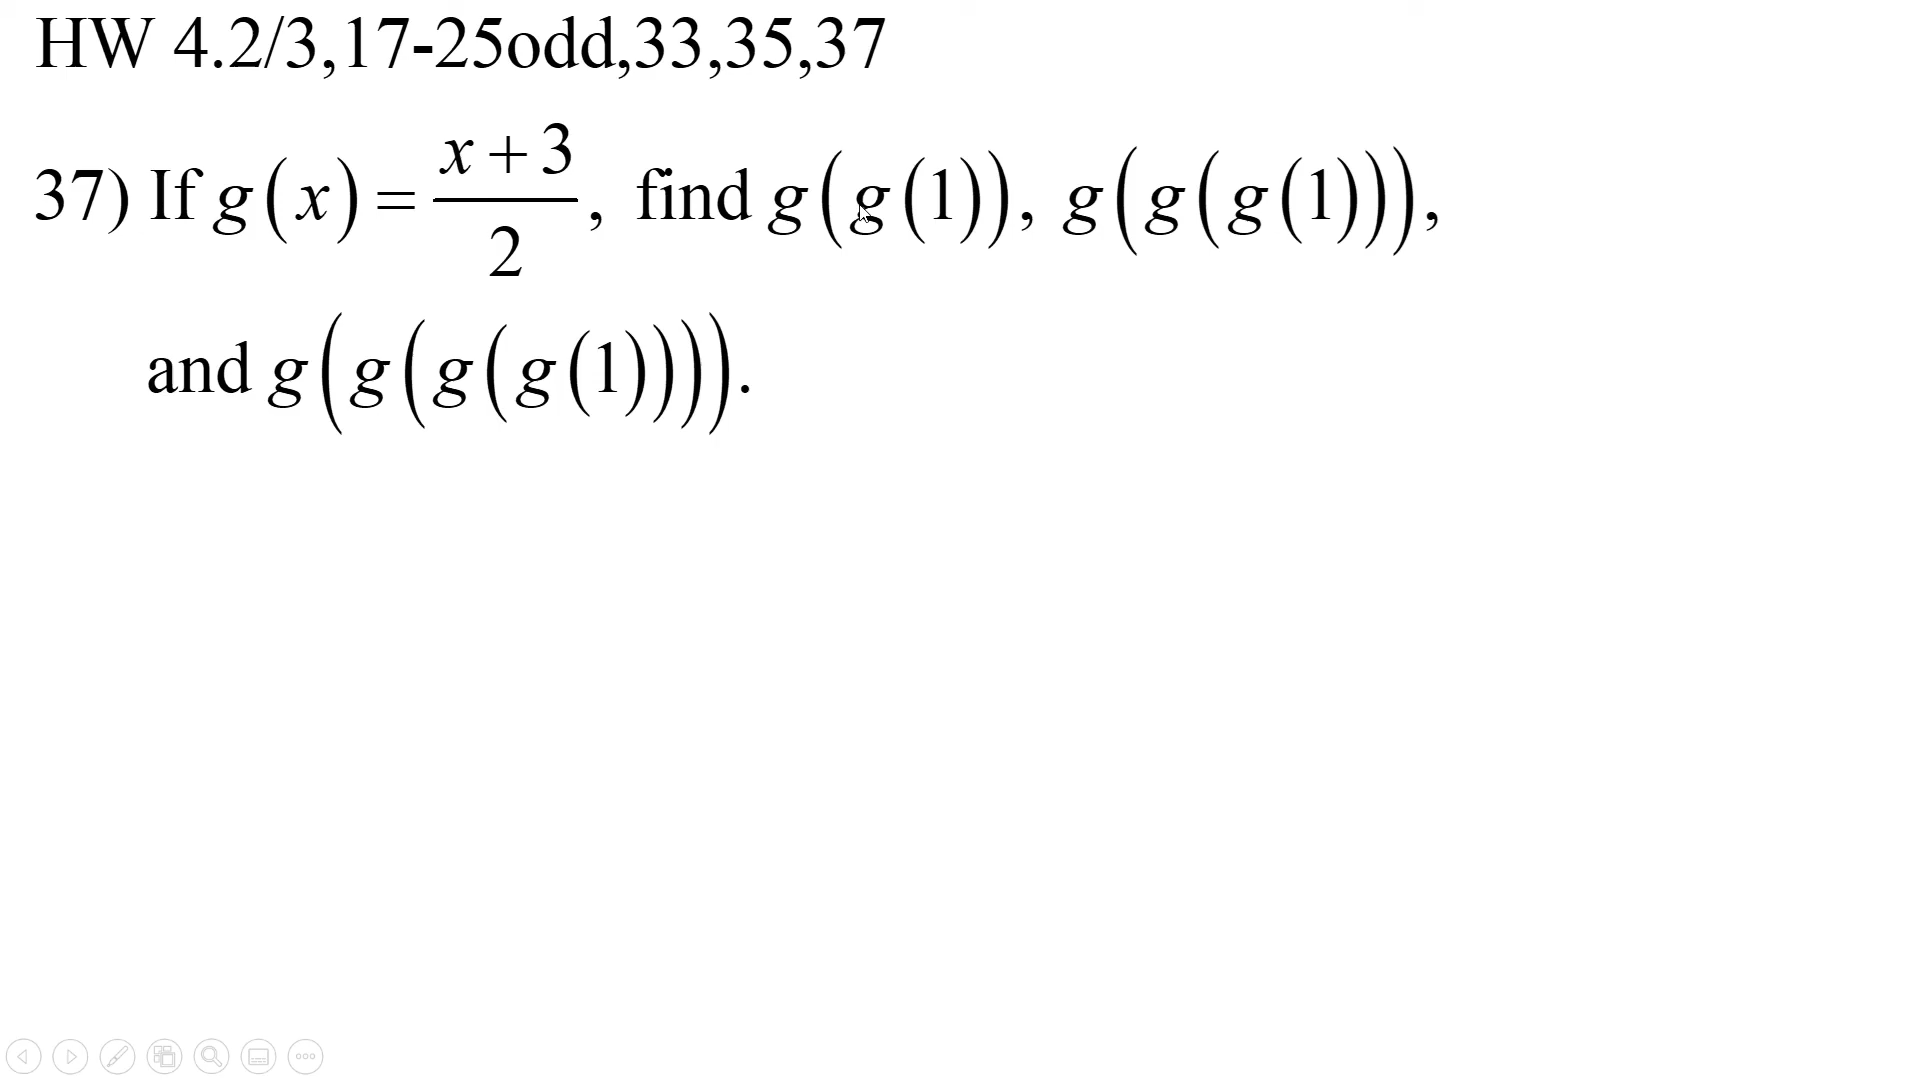 HW 4.2/3,17-25odd,33,35,37
37) If g(x) = (x+3)/2, find g(g(1)), g(g(g(1))),
and g(g(g(g(1)))).